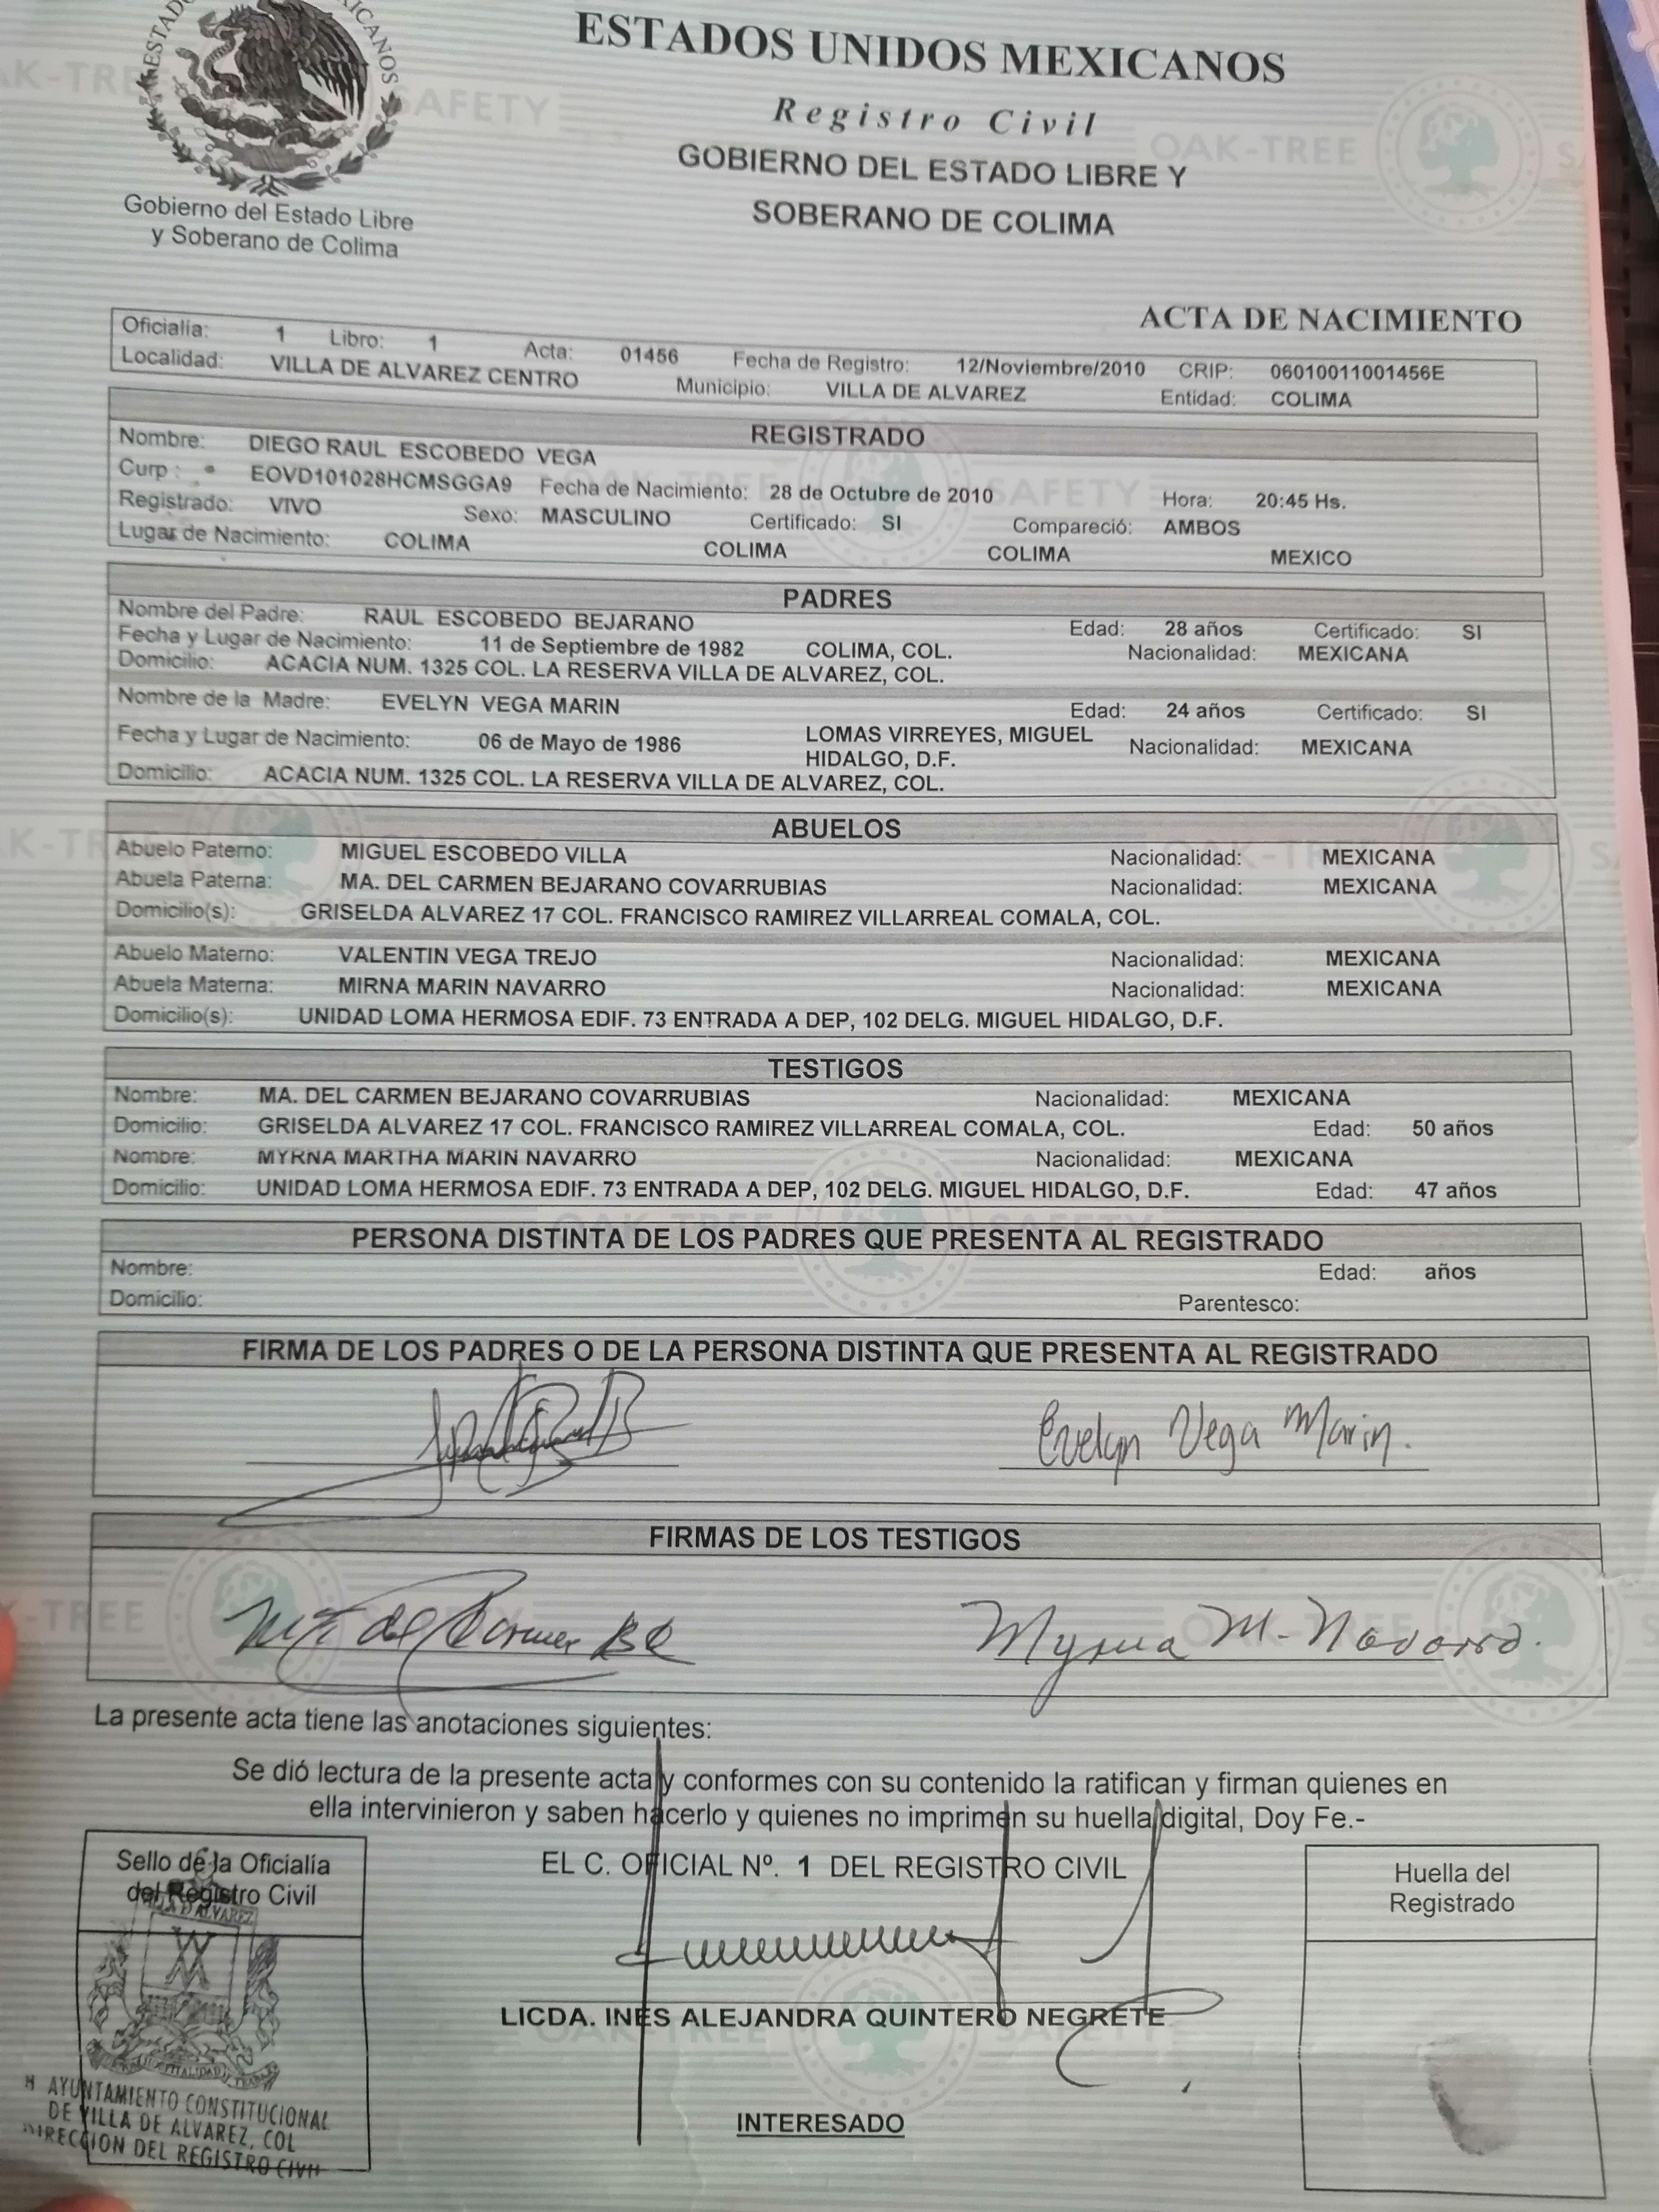 ESTADOS UNIDOS MEXICANOS
Registro Civil
GOBIERNO DEL ESTADO LIBRE Y
SOBERANO DE COLIMA
Gobierno del Estado Libre
y Soberano de Colima
ACTA DE NACIMIENTO
Oficialía: 1 Libro: 1 Acta: 01456 Fecha de Registro: 12/Noviembre/2010 CRIP: 06010011001456E
Localidad: VILLA DE ALVAREZ CENTRO Municipio: VILLA DE ALVAREZ Entidad: COLIMA
REGISTRADO
Nombre: DIEGO RAUL ESCOBEDO VEGA
Curp : EOVD101028HCMSGGA9 Fecha de Nacimiento: 28 de Octubre de 2010 Hora: 20:45 Hs.
Registrado: VIVO Sexo: MASCULINO Certificado: SI Compareció: AMBOS
Lugar de Nacimiento: COLIMA COLIMA COLIMA MEXICO
PADRES
Nombre del Padre: RAUL ESCOBEDO BEJARANO Edad: 28 años Certificado: SI
Fecha y Lugar de Nacimiento: 11 de Septiembre de 1982 COLIMA, COL. Nacionalidad: MEXICANA
Domicilio: ACACIA NUM. 1325 COL. LA RESERVA VILLA DE ALVAREZ, COL.
Nombre de la Madre: EVELYN VEGA MARIN Edad: 24 años Certificado: SI
Fecha y Lugar de Nacimiento: 06 de Mayo de 1986 LOMAS VIRREYES, MIGUEL
HIDALGO, D.F. Nacionalidad: MEXICANA
Domicilio: ACACIA NUM. 1325 COL. LA RESERVA VILLA DE ALVAREZ, COL.
ABUELOS
Abuelo Paterno: MIGUEL ESCOBEDO VILLA Nacionalidad: MEXICANA
Abuela Paterna: MA. DEL CARMEN BEJARANO COVARRUBIAS Nacionalidad: MEXICANA
Domicilio(s): GRISELDA ALVAREZ 17 COL. FRANCISCO RAMIREZ VILLARREAL COMALA, COL.
Abuelo Materno: VALENTIN VEGA TREJO Nacionalidad: MEXICANA
Abuela Materna: MIRNA MARIN NAVARRO Nacionalidad: MEXICANA
Domicilio(s): UNIDAD LOMA HERMOSA EDIF. 73 ENTRADA A DEP, 102 DELG. MIGUEL HIDALGO, D.F.
TESTIGOS
Nombre: MA. DEL CARMEN BEJARANO COVARRUBIAS Nacionalidad: MEXICANA
Domicilio: GRISELDA ALVAREZ 17 COL. FRANCISCO RAMIREZ VILLARREAL COMALA, COL. Edad: 50 años
Nombre: MYRNA MARTHA MARIN NAVARRO Nacionalidad: MEXICANA
Domicilio: UNIDAD LOMA HERMOSA EDIF. 73 ENTRADA A DEP, 102 DELG. MIGUEL HIDALGO, D.F. Edad: 47 años
PERSONA DISTINTA DE LOS PADRES QUE PRESENTA AL REGISTRADO
Nombre: Edad: años
Domicilio: Parentesco:
FIRMA DE LOS PADRES O DE LA PERSONA DISTINTA QUE PRESENTA AL REGISTRADO
Evelyn Vega Marin.
FIRMAS DE LOS TESTIGOS
Ma del Carmen BC Myrna M. Navarro.
La presente acta tiene las anotaciones siguientes:
Se dió lectura de la presente acta y conformes con su contenido la ratifican y firman quienes en
ella intervinieron y saben hacerlo y quienes no imprimen su huella digital, Doy Fe.-
EL C. OFICIAL Nº. 1 DEL REGISTRO CIVIL
LICDA. INES ALEJANDRA QUINTERO NEGRETE
INTERESADO
Sello de la Oficialía
del Registro Civil
H AYUNTAMIENTO CONSTITUCIONAL
DE VILLA DE ALVAREZ, COL
DIRECCION DEL REGISTRO CIVIL
Huella del
Registrado